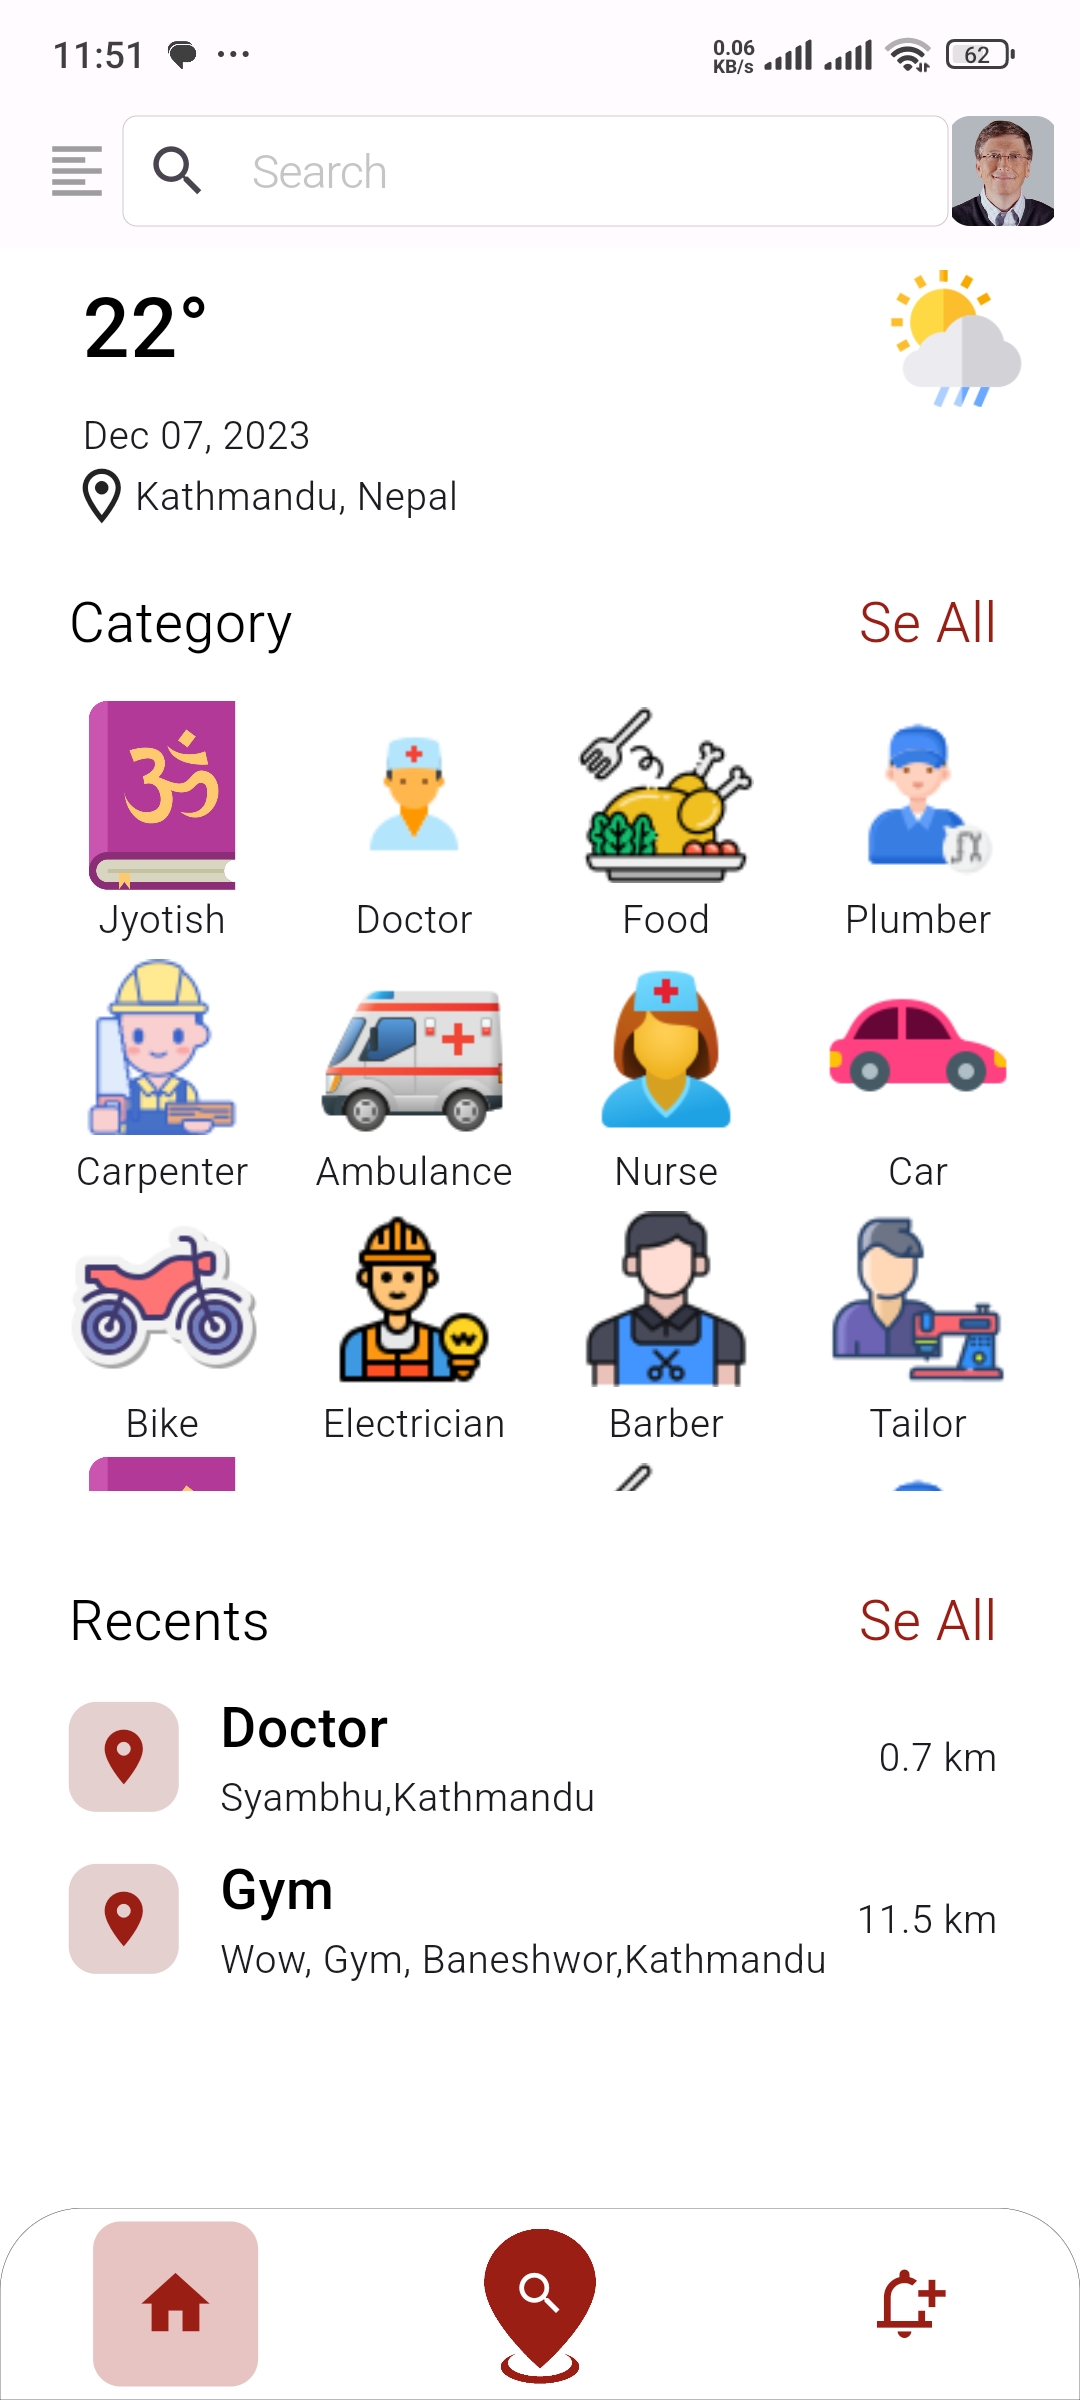 11:51
0.06
KB/s
62
Search
22°
Dec 07, 2023
Kathmandu, Nepal
Category
Se All
ॐ
Jyotish
Doctor
Food
Plumber
Carpenter
Ambulance
Nurse
Car
Bike
Electrician
Barber
Tailor
Recents
Se All
Doctor
0.7 km
Syambhu,Kathmandu
Gym
11.5 km
Wow, Gym, Baneshwor,Kathmandu